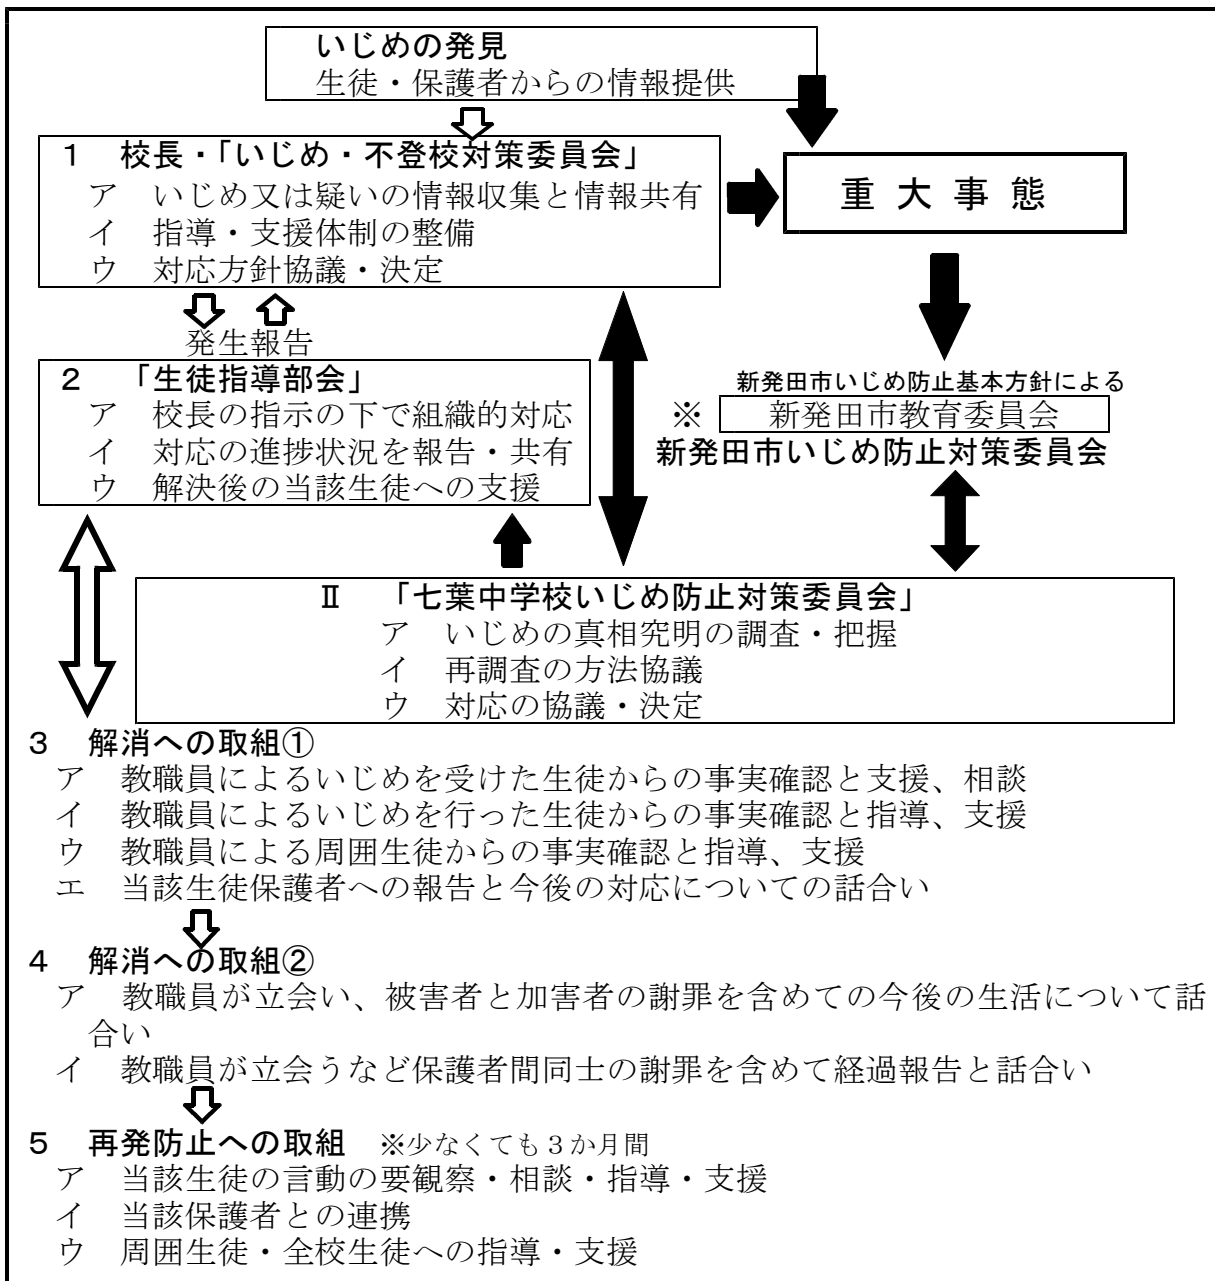 いじめの発見
生徒・保護者からの情報提供
1 校長・「いじめ・不登校対策委員会」
ア いじめ又は疑いの情報収集と情報共有
イ 指導・支援体制の整備
ウ 対応方針協議・決定
重大事態
発生報告
2 「生徒指導部会」
ア 校長の指示の下で組織的対応
イ 対応の進捗状況を報告・共有
ウ 解決後の当該生徒への支援
新発田市いじめ防止基本方針による
※ 新発田市教育委員会
新発田市いじめ防止対策委員会
Ⅱ 「七葉中学校いじめ防止対策委員会」
ア いじめの真相究明の調査・把握
イ 再調査の方法協議
ウ 対応の協議・決定
3 解消への取組①
ア 教職員によるいじめを受けた生徒からの事実確認と支援、相談
イ 教職員によるいじめを行った生徒からの事実確認と指導、支援
ウ 教職員による周囲生徒からの事実確認と指導、支援
エ 当該生徒保護者への報告と今後の対応についての話合い
4 解消への取組②
ア 教職員が立会い、被害者と加害者の謝罪を含めての今後の生活について話
合い
イ 教職員が立会うなど保護者間同士の謝罪を含めて経過報告と話合い
5 再発防止への取組 ※少なくても3か月間
ア 当該生徒の言動の要観察・相談・指導・支援
イ 当該保護者との連携
ウ 周囲生徒・全校生徒への指導・支援